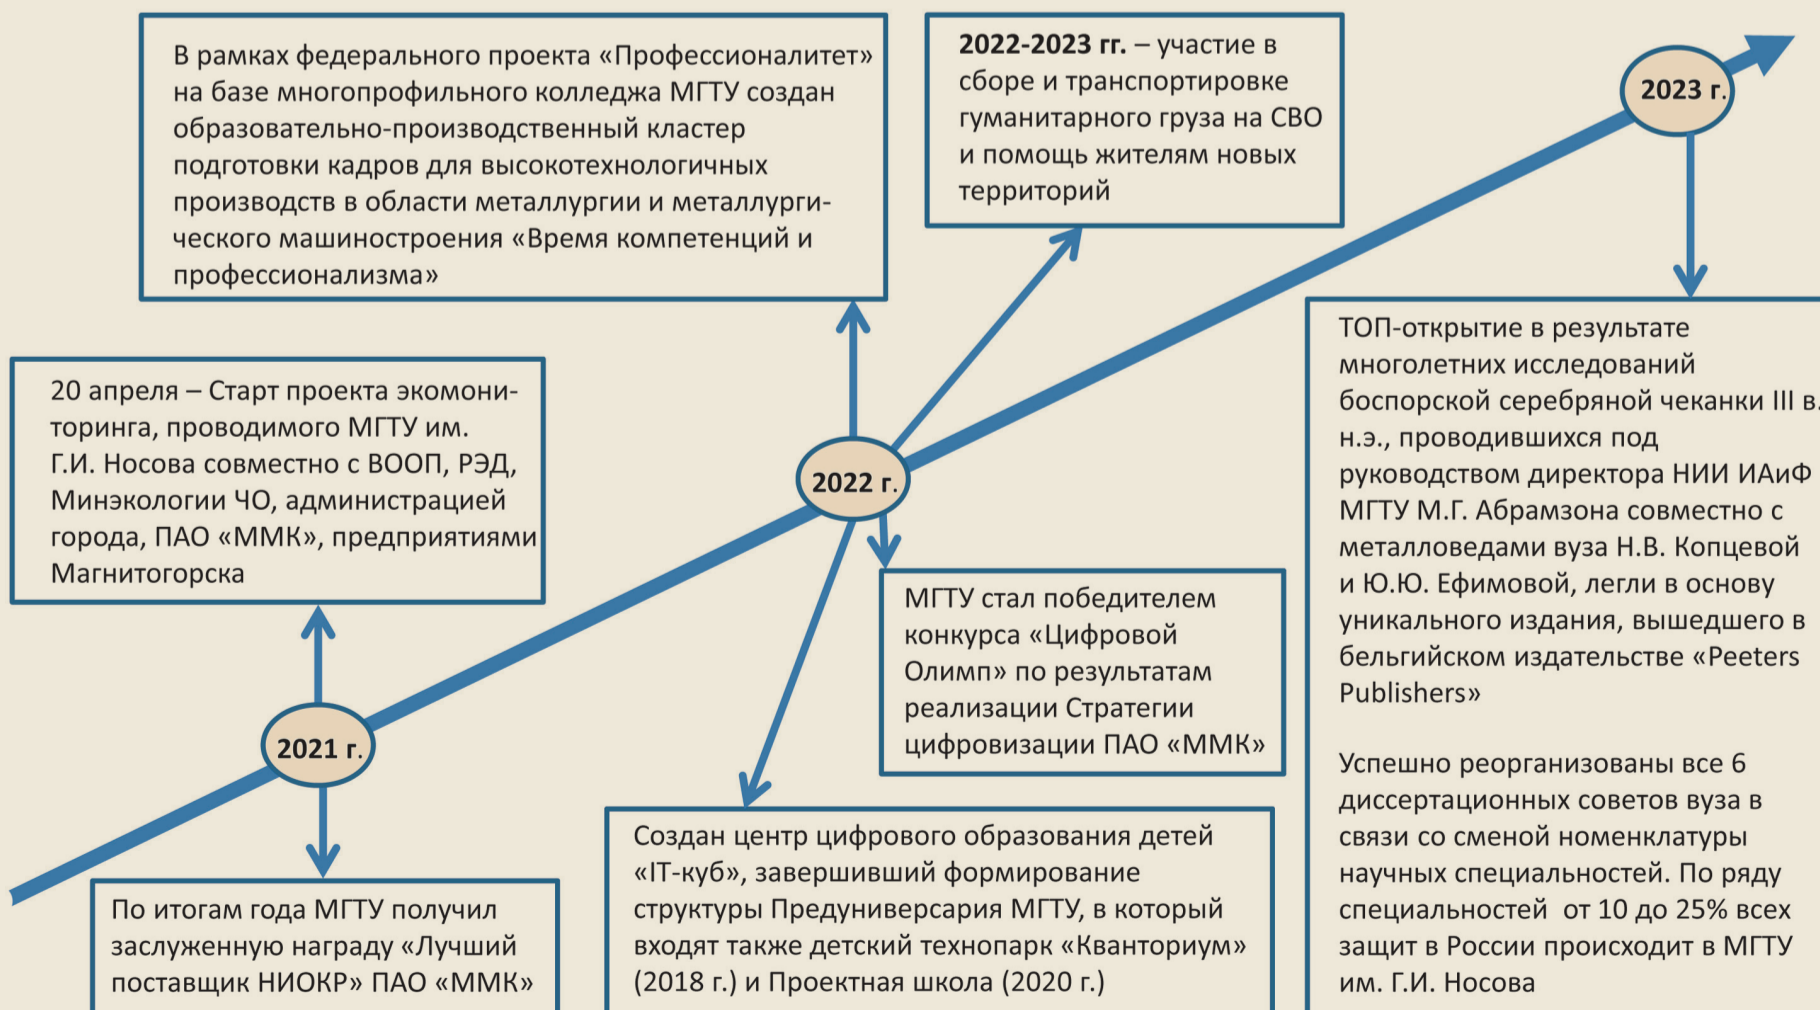 В рамках федерального проекта «Профессионалитет»
на базе многопрофильного колледжа МГТУ создан
образовательно-производственный кластер
подготовки кадров для высокотехнологичных
производств в области металлургии и металлурги-
ческого машиностроения «Время компетенций и
профессионализма»
2022-2023 гг. – участие в
сборе и транспортировке
гуманитарного груза на СВО
и помощь жителям новых
территорий
2023 г.
20 апреля – Старт проекта экомони-
торинга, проводимого МГТУ им.
Г.И. Носова совместно с ВООП, РЭД,
Минэкологии ЧО, администрацией
города, ПАО «ММК», предприятиями
Магнитогорска
2022 г.
ТОП-открытие в результате
многолетних исследований
боспорской серебряной чеканки III в.
н.э., проводившихся под
руководством директора НИИ ИАиФ
МГТУ М.Г. Абрамзона совместно с
металловедами вуза Н.В. Копцевой
и Ю.Ю. Ефимовой, легли в основу
уникального издания, вышедшего в
бельгийском издательстве «Peeters
Publishers»
Успешно реорганизованы все 6
диссертационных советов вуза в
связи со сменой номенклатуры
научных специальностей. По ряду
специальностей от 10 до 25% всех
защит в России происходит в МГТУ
им. Г.И. Носова
МГТУ стал победителем
конкурса «Цифровой
Олимп» по результатам
реализации Стратегии
цифровизации ПАО «ММК»
2021 г.
Создан центр цифрового образования детей
«IT-куб», завершивший формирование
структуры Предуниверсария МГТУ, в который
входят также детский технопарк «Кванториум»
(2018 г.) и Проектная школа (2020 г.)
По итогам года МГТУ получил
заслуженную награду «Лучший
поставщик НИОКР» ПАО «ММК»